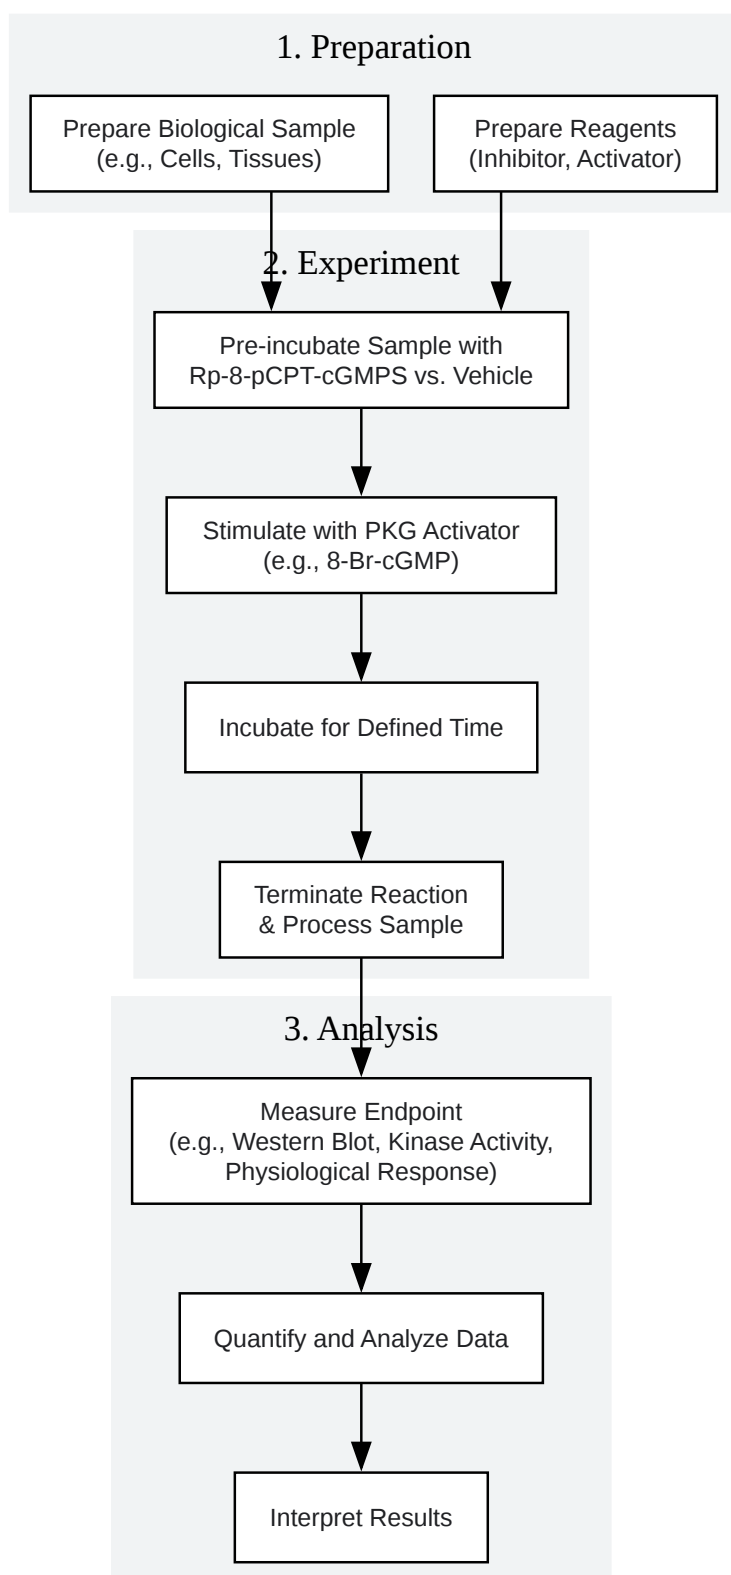 1. Preparation
Prepare Biological Sample
(e.g., Cells, Tissues)
Prepare Reagents
(Inhibitor, Activator)
2. Experiment
Pre-incubate Sample with
Rp-8-pCPT-cGMPS vs. Vehicle
Stimulate with PKG Activator
(e.g., 8-Br-cGMP)
Incubate for Defined Time
Terminate Reaction
& Process Sample
3. Analysis
Measure Endpoint
(e.g., Western Blot, Kinase Activity,
Physiological Response)
Quantify and Analyze Data
Interpret Results